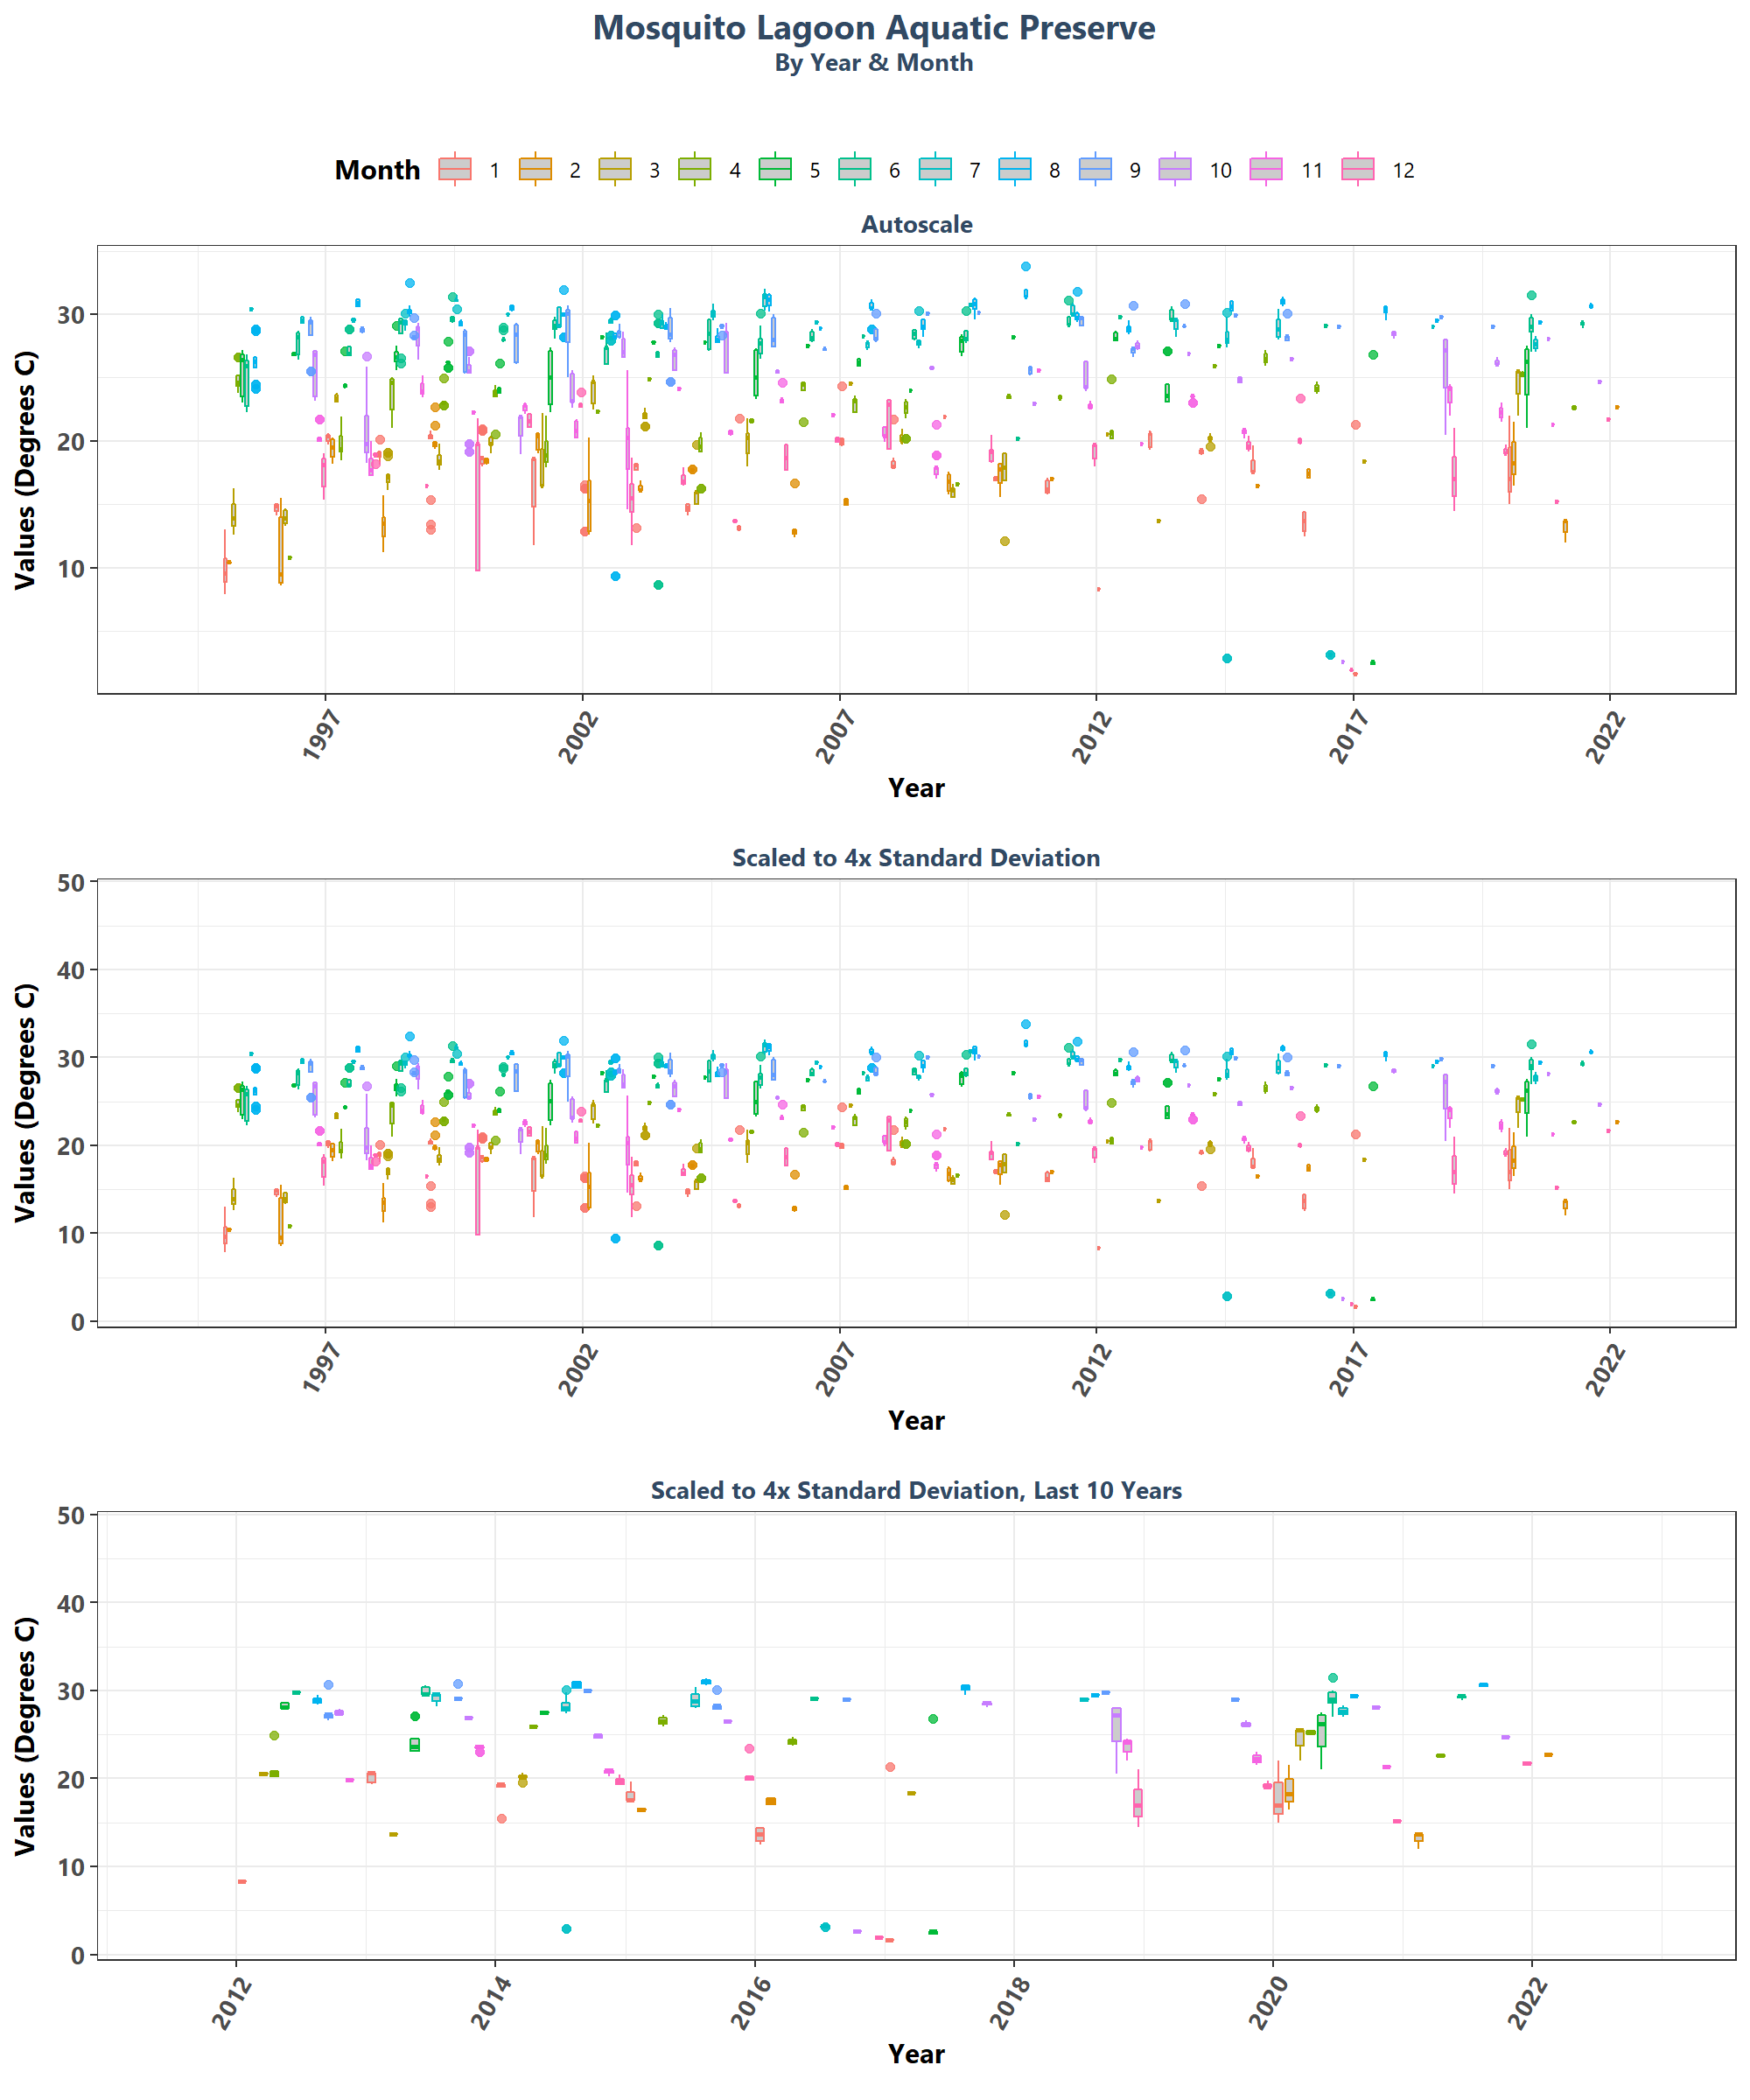 Mosquito Lagoon Aquatic Preserve
By Year & Month
Month 1 2 3 4 5 6 7 8 9 10 11 12
Autoscale
Values (Degrees C)
30
20
10
1997 2002 2007 2012 2017 2022
Year
Scaled to 4x Standard Deviation
Values (Degrees C)
50
40
30
20
10
0
1997 2002 2007 2012 2017 2022
Year
Scaled to 4x Standard Deviation, Last 10 Years
Values (Degrees C)
50
40
30
20
10
0
2012 2014 2016 2018 2020 2022
Year